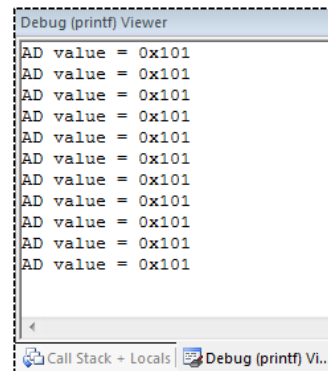 Debug (printf) Viewer
AD value = 0x101
AD value = 0x101
AD value = 0x101
AD value = 0x101
AD value = 0x101
AD value = 0x101
AD value = 0x101
AD value = 0x101
AD value = 0x101
AD value = 0x101
AD value = 0x101
Call Stack + Locals Debug (printf) Vi...